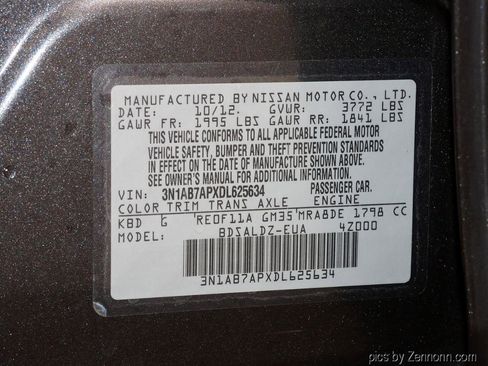 MANUFACTURED BY NISSAN MOTOR CO., LTD.
DATE: 10/12. GVWR: 3772 LBS
GAWR FR: 1995 LBS GAWR RR: 1841 LBS
THIS VEHICLE CONFORMS TO ALL APPLICABLE FEDERAL MOTOR
VEHICLE SAFETY, BUMPER AND THEFT PREVENTION STANDARDS
IN EFFECT ON THE DATE OF MANUFACTURE SHOWN ABOVE.
SEE OWNER'S MANUAL FOR ADDITIONAL INFORMATION.
VIN: 3N1AB7APXDL625634 PASSENGER CAR.
COLOR TRIM TRANS AXLE ENGINE
KBD G RE0F11A GM35 MRA8DE 1798 CC
MODEL: BDSALDZ-EUA 4Z000
3N1AB7APXDL625634
pics by Zennonn.com